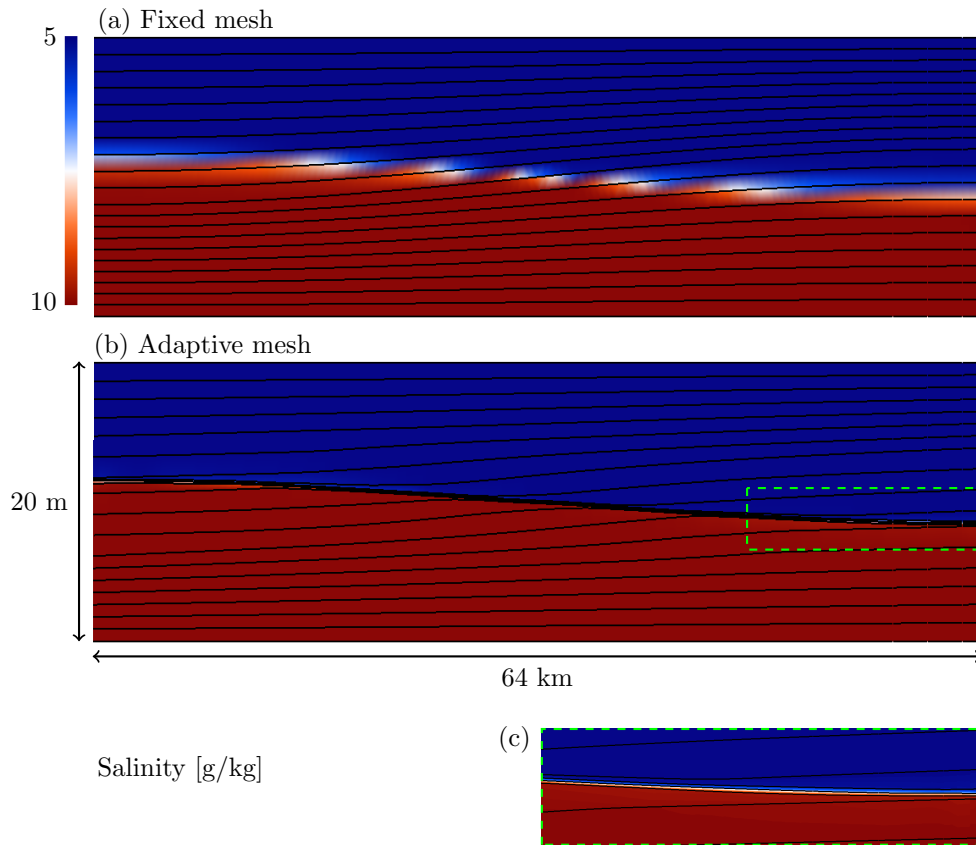 (a) Fixed mesh
5
10
(b) Adaptive mesh
20 m
64 km
(c)
Salinity [g/kg]